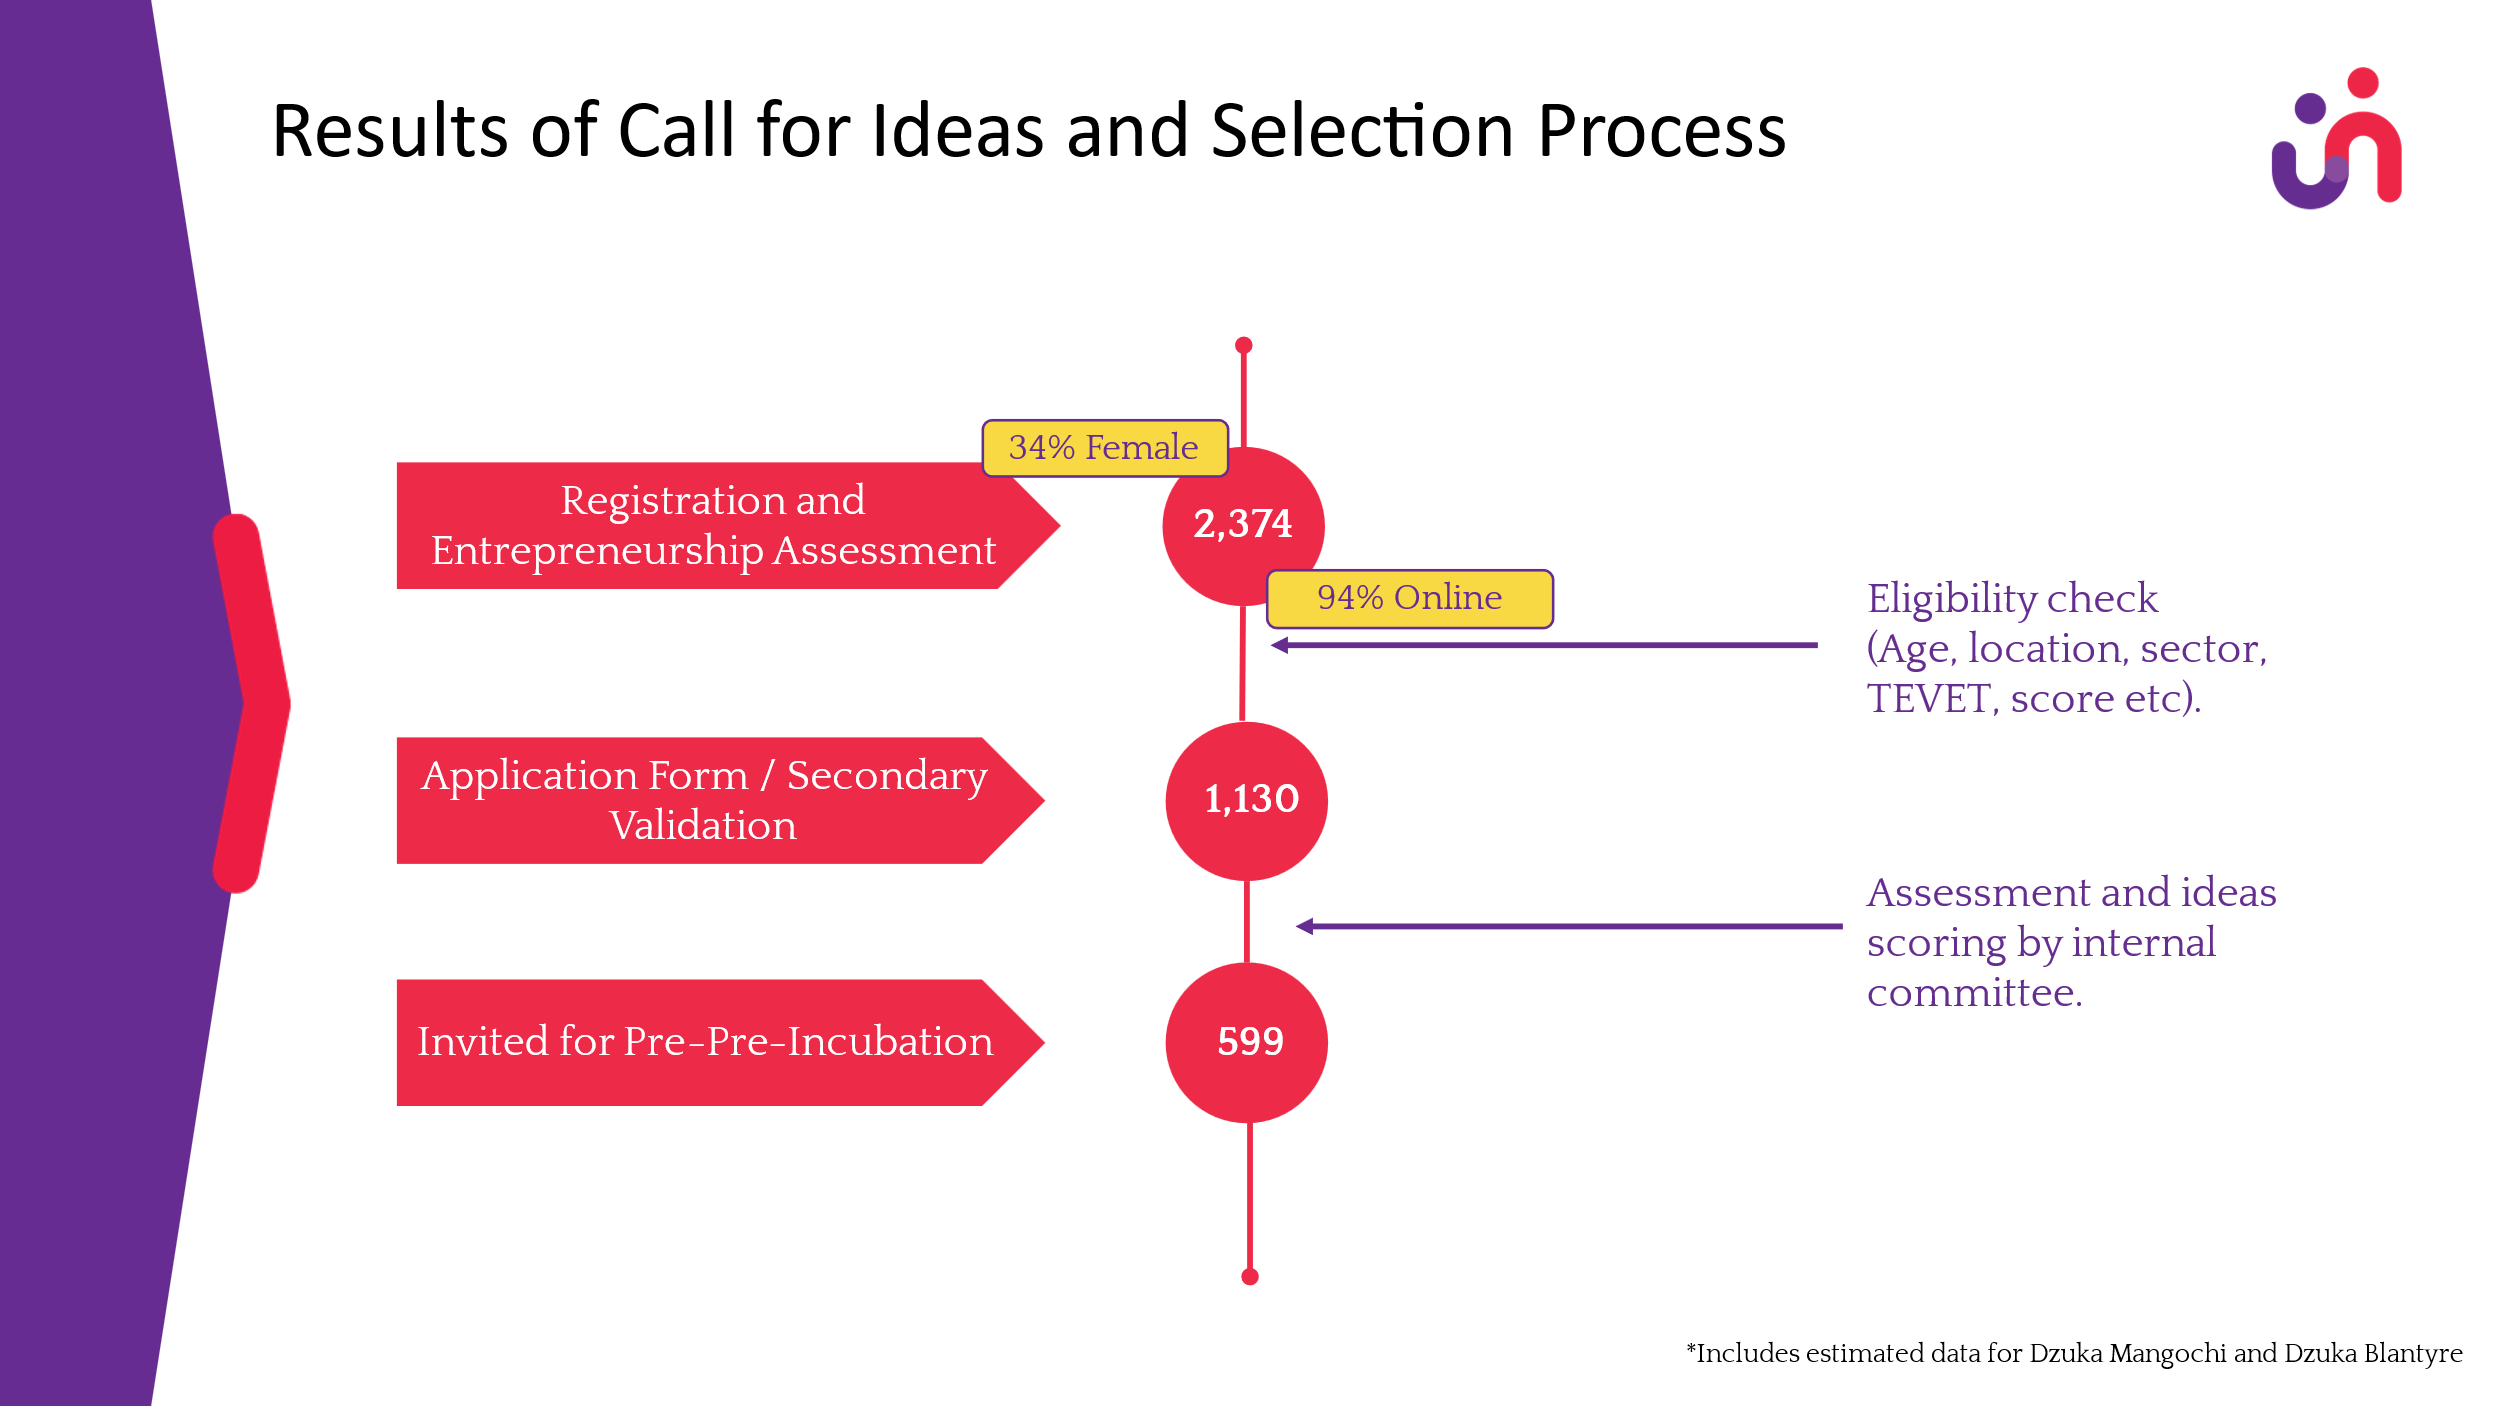 Results of Call for Ideas and Selection Process
34% Female
Registration and
Entrepreneurship Assessment
2,374
94% Online
Eligibility check
(Age, location, sector,
TEVET, score etc).
Application Form / Secondary
Validation
1,130
Assessment and ideas
scoring by internal
committee.
Invited for Pre-Pre-Incubation
599
*Includes estimated data for Dzuka Mangochi and Dzuka Blantyre